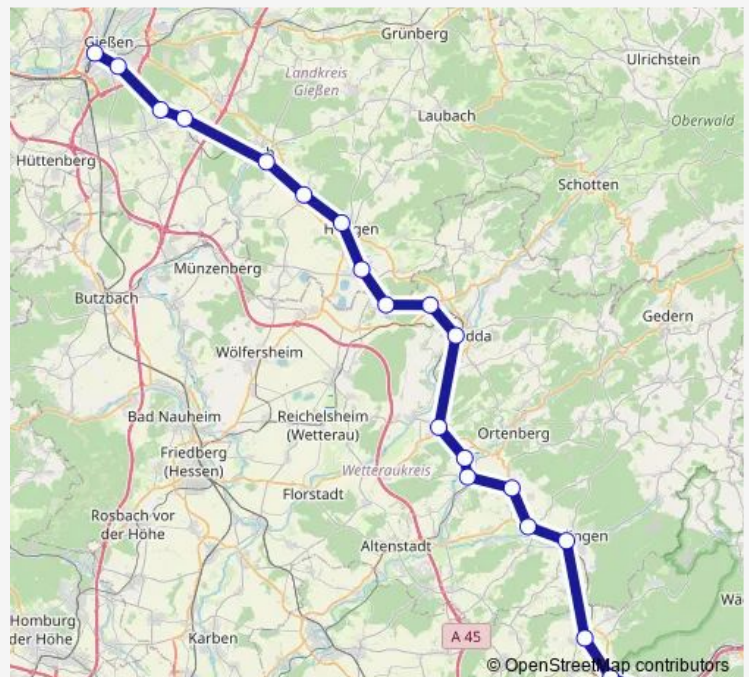 Gießen
Grünberg
Ulrichstein
Landkreis
Gießen
Laubach
Oberwald
Hüttenberg
Schotten
Münzenberg
Butzbach
Gedern
Wölfersheim
Bad Nauheim
Reichelsheim
(Wetterau)
Ortenberg
Friedberg
(Hessen)
Wetteraukreis
Florstadt
Rosbach vor
der Höhe
Altenstadt
Homburg
der Höhe
Karben
A 45
© OpenStreetMap contributors